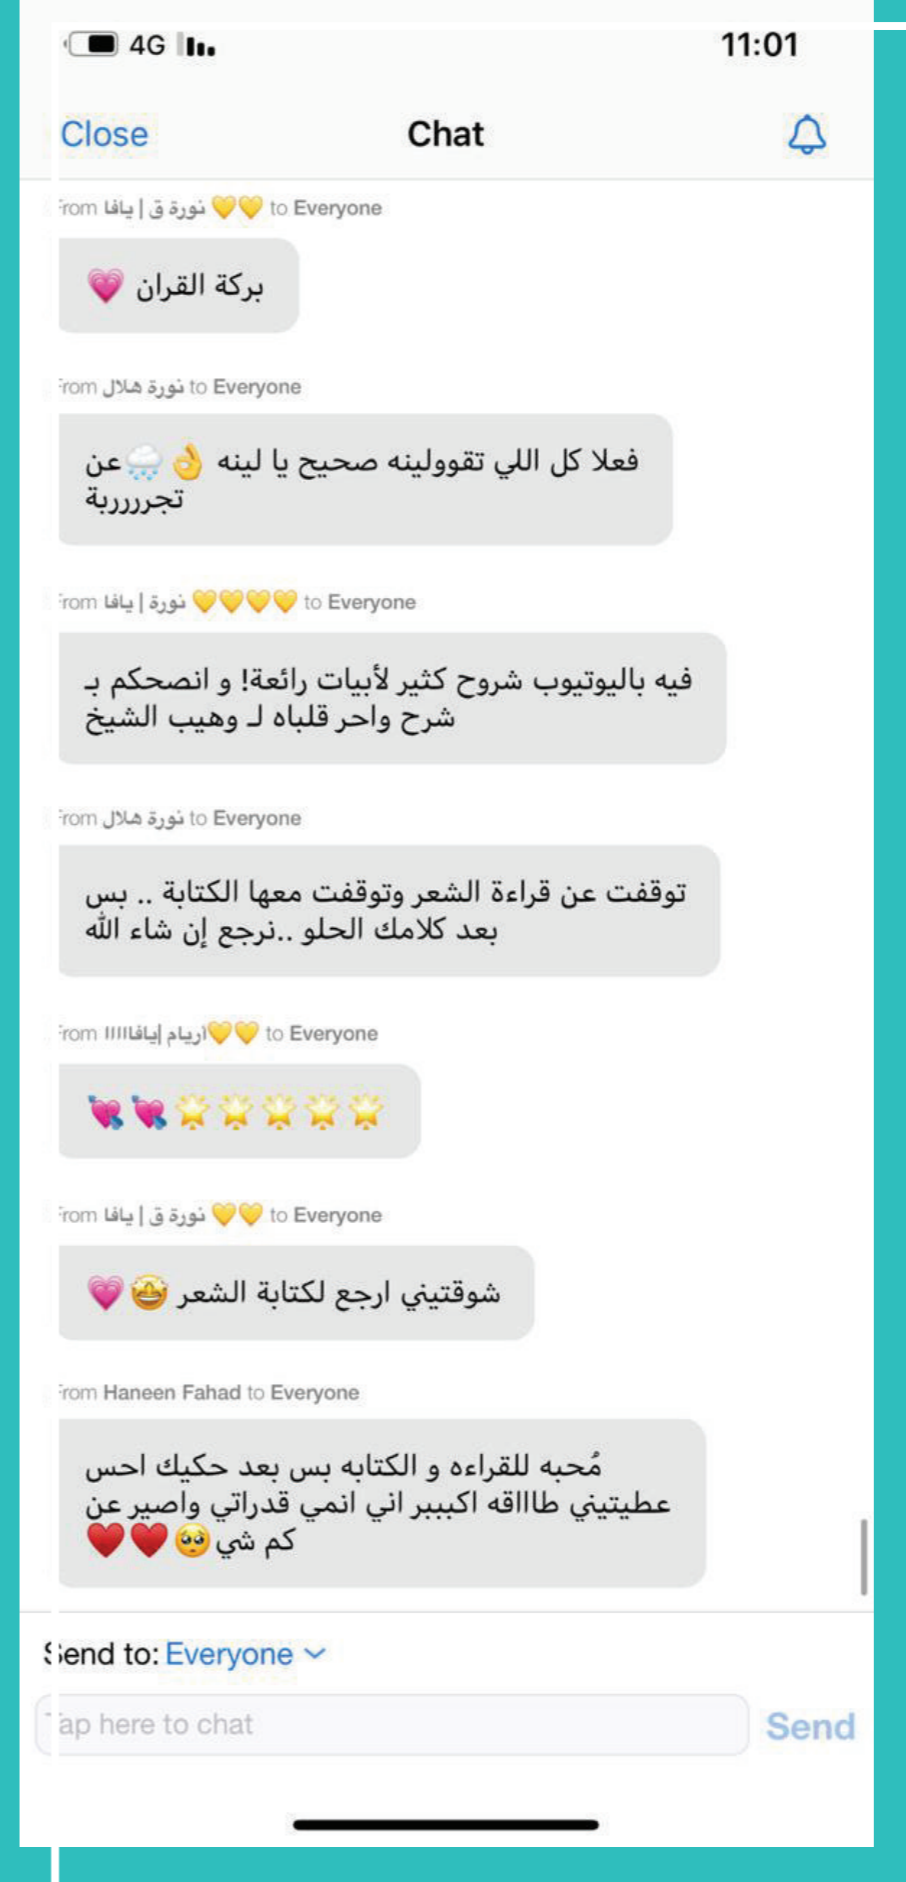 4G 11:01
Close Chat
From نورة ق | يافا 💛💛 to Everyone
بركة القران 💗
From نورة هلال to Everyone
فعلا كل اللي تقوولينه صحيح يا لينه 👌🌧عن
تجررررربة
From نورة | يافا 💛💛💛💛 to Everyone
فيه باليوتيوب شروح كثير لأبيات رائعة! و انصحكم بـ
شرح واحر قلباه لـ وهيب الشيخ
From نورة هلال to Everyone
توقفت عن قراءة الشعر وتوقفت معها الكتابة .. بس
بعد كلامك الحلو ..نرجع إن شاء الله
From اريام |يافااااا💛💛 to Everyone
💘💘🌟🌟🌟🌟🌟
From نورة ق | يافا 💛💛 to Everyone
شوقتيني ارجع لكتابة الشعر 🤩💗
From Haneen Fahad to Everyone
مُحبه للقراءه و الكتابه بس بعد حكيك احس
عطيتيني طااااقه اكبببر اني انمي قدراتي واصير عن
كم شي🥺❤️❤️
Send to: Everyone
Tap here to chat Send